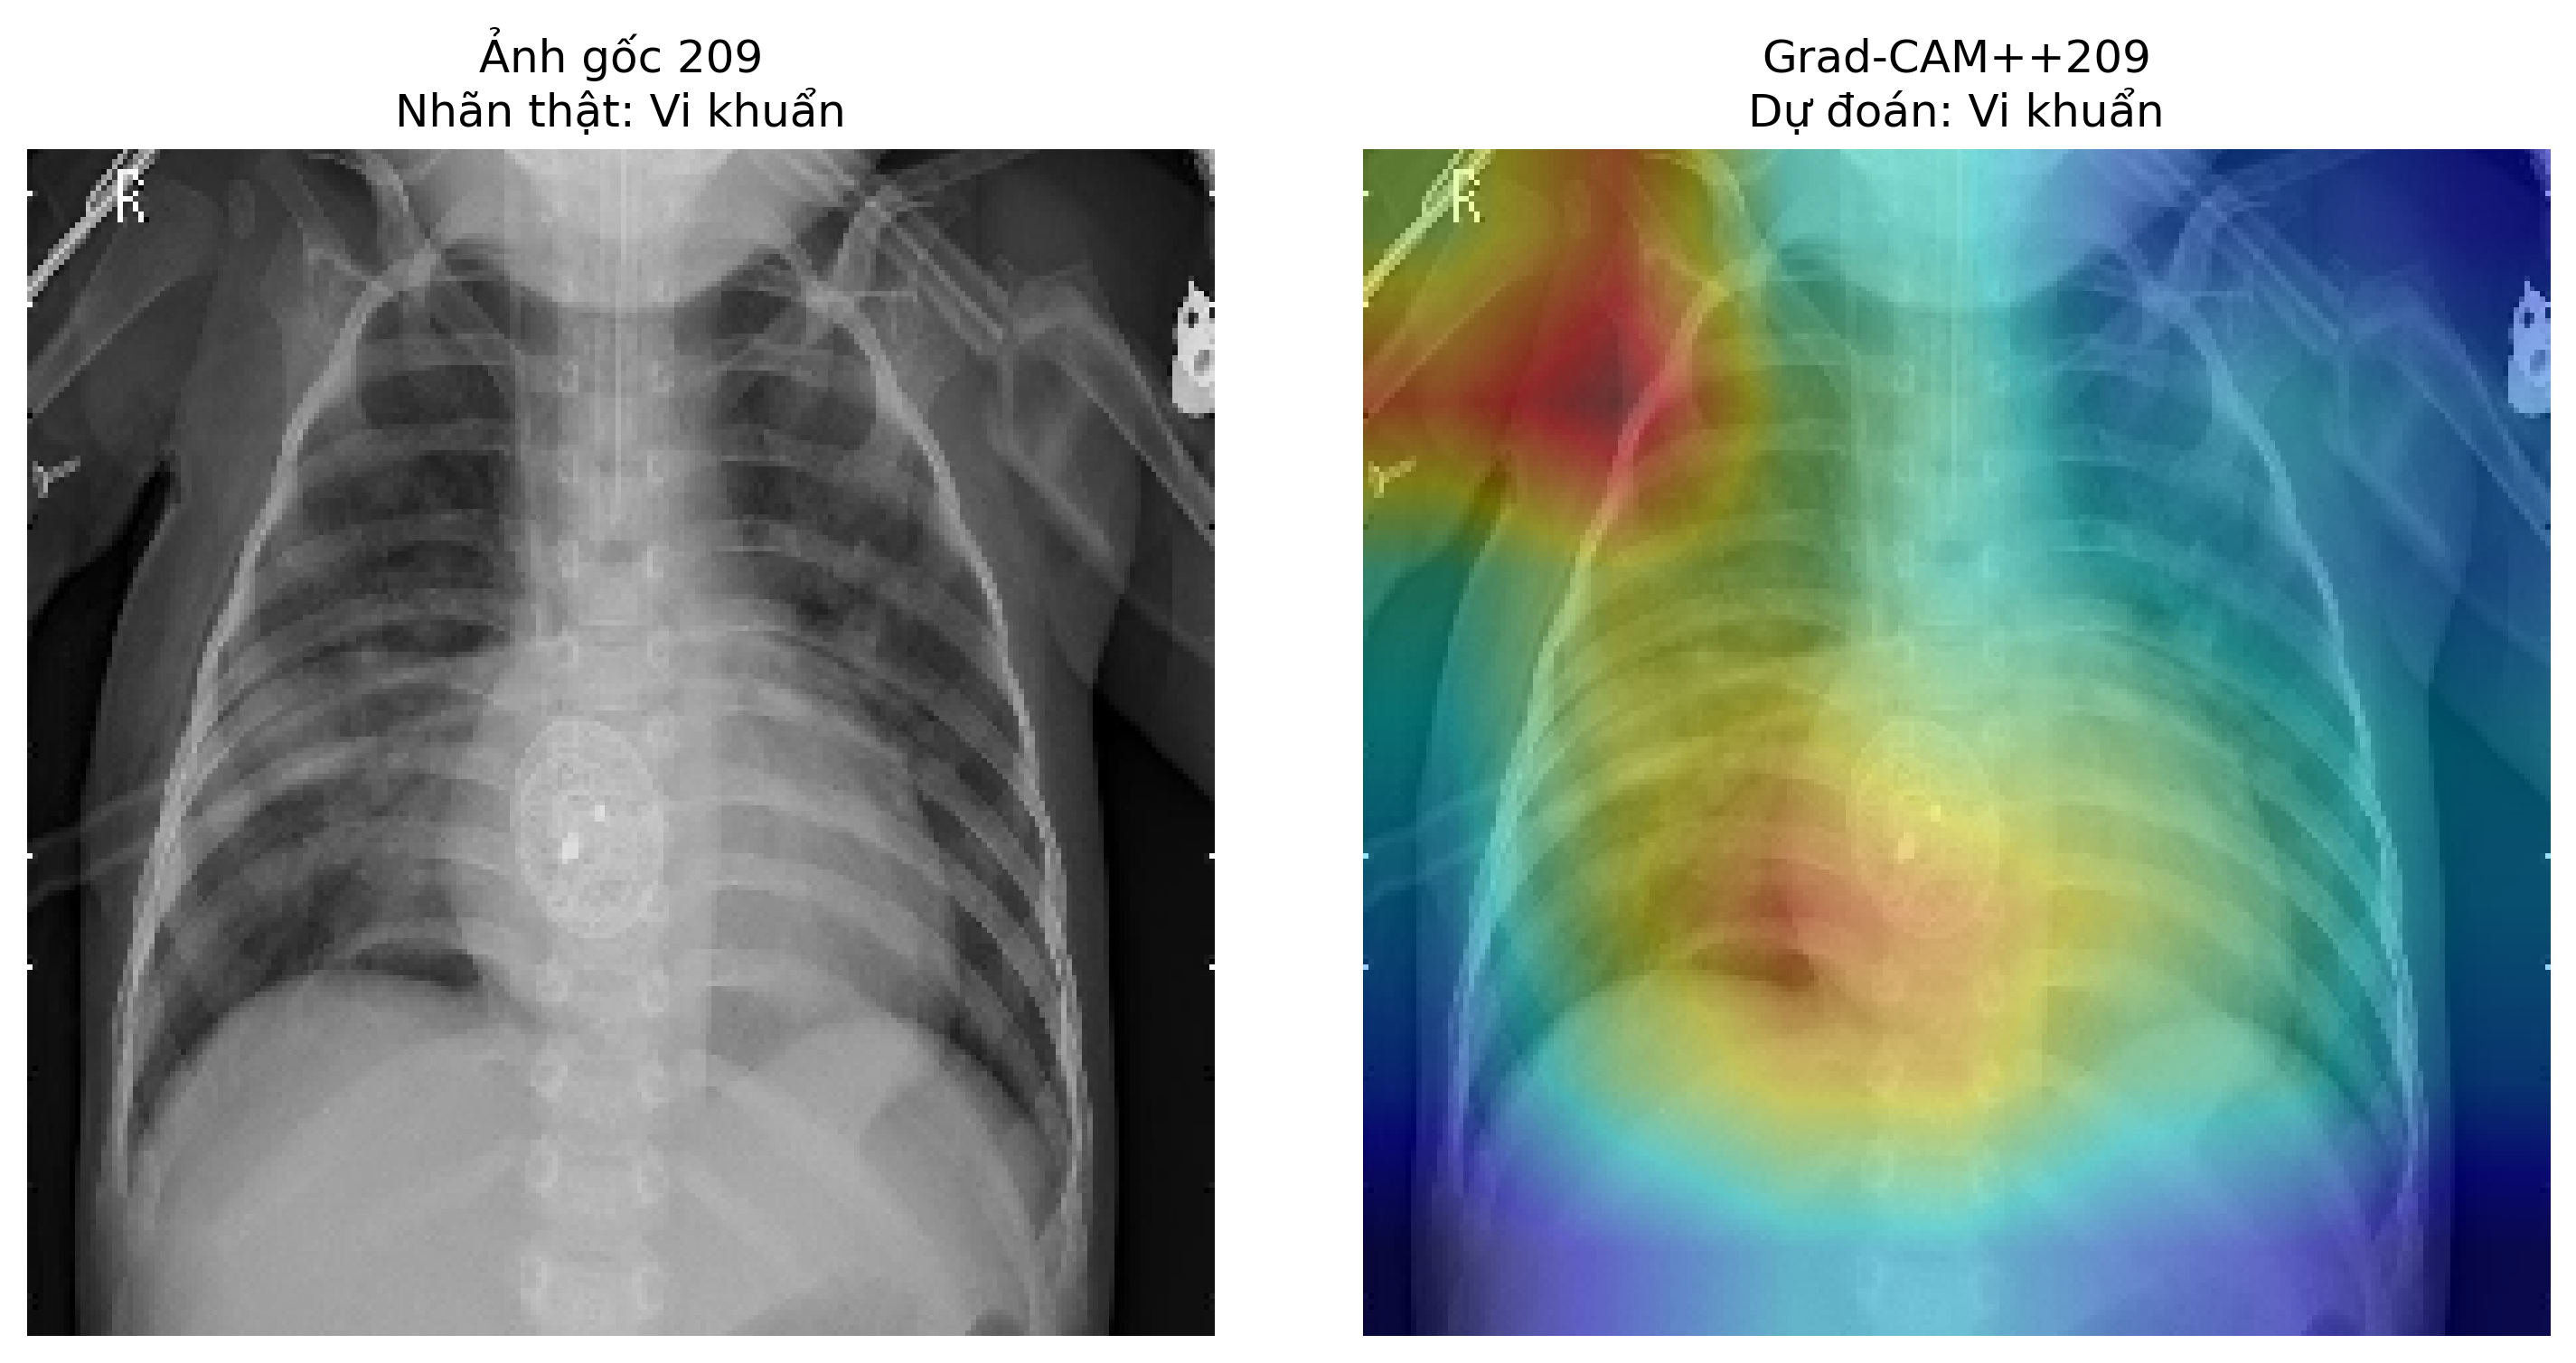 Ảnh gốc 209
Nhãn thật: Vi khuẩn
R
Grad-CAM++209
Dự đoán: Vi khuẩn
R